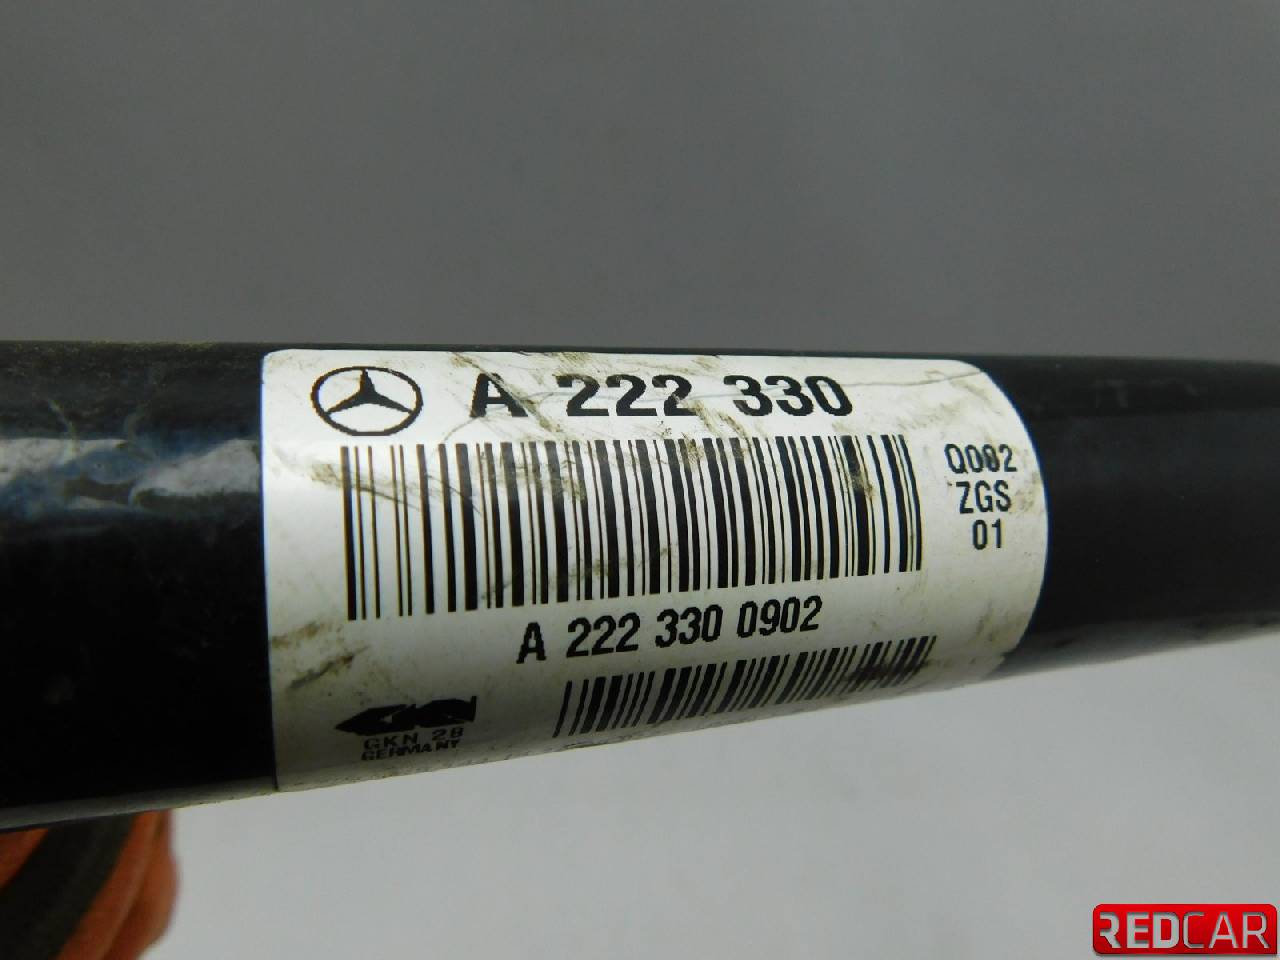 A 222 330
Q002
ZGS
01
A 222 330 0902
GKN 28
GERMANY
REDCAR